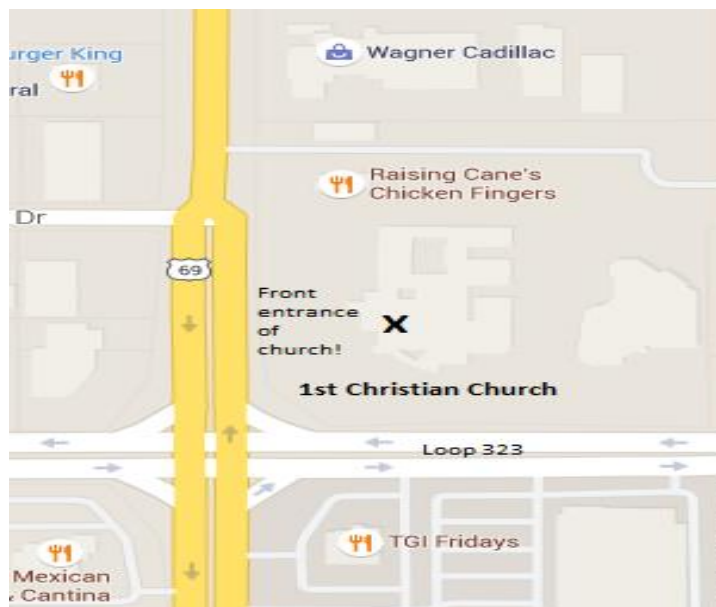 urger King
ral
Wagner Cadillac
Raising Cane's
Chicken Fingers
Dr
69
Front
entrance
of
church!
X
1st Christian Church
Loop 323
TGI Fridays
Mexican
& Cantina